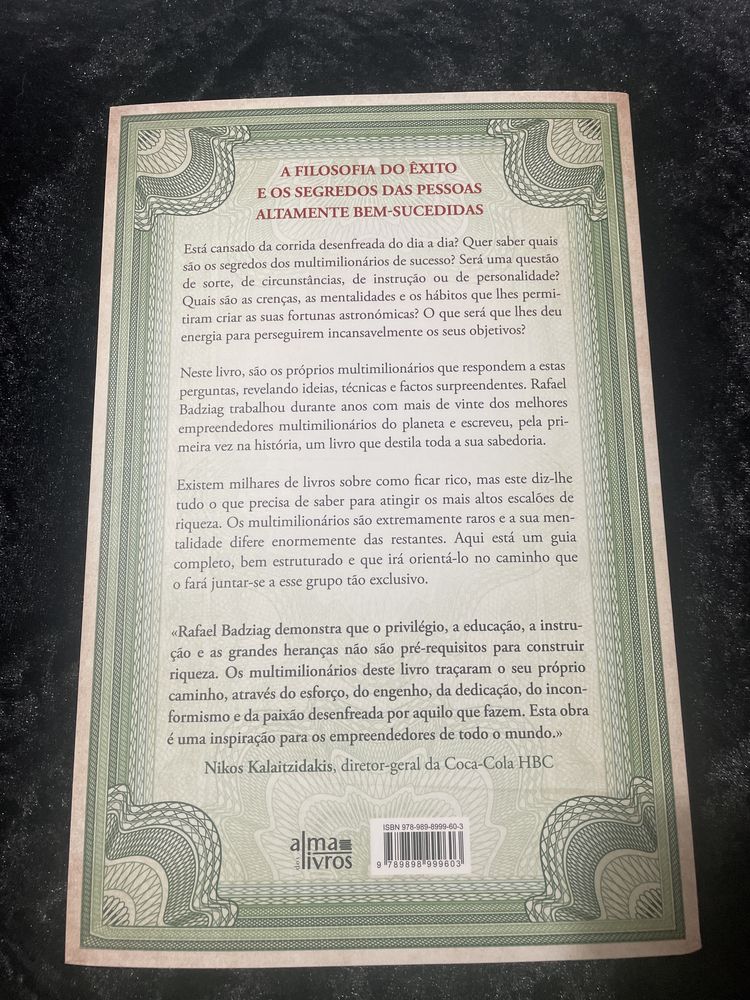 A FILOSOFIA DO ÊXITO
E OS SEGREDOS DAS PESSOAS
ALTAMENTE BEM-SUCEDIDAS
Está cansado da corrida desenfreada do dia a dia? Quer saber quais
são os segredos dos multimilionários de sucesso? Será uma questão
de sorte, de circunstâncias, de instrução ou de personalidade?
Quais são as crenças, as mentalidades e os hábitos que lhes permi-
tiram criar as suas fortunas astronómicas? O que será que lhes deu
energia para perseguirem incansavelmente os seus objetivos?
Neste livro, são os próprios multimilionários que respondem a estas
perguntas, revelando ideias, técnicas e factos surpreendentes. Rafael
Badziag trabalhou durante anos com mais de vinte dos melhores
empreendedores multimilionários do planeta e escreveu, pela pri-
meira vez na história, um livro que destila toda a sua sabedoria.
Existem milhares de livros sobre como ficar rico, mas este diz-lhe
tudo o que precisa de saber para atingir os mais altos escalões de
riqueza. Os multimilionários são extremamente raros e a sua men-
talidade difere enormemente das restantes. Aqui está um guia
completo, bem estruturado e que irá orientá-lo no caminho que
o fará juntar-se a esse grupo tão exclusivo.
«Rafael Badziag demonstra que o privilégio, a educação, a instru-
ção e as grandes heranças não são pré-requisitos para construir
riqueza. Os multimilionários deste livro traçaram o seu próprio
caminho, através do esforço, do engenho, da dedicação, do incon-
formismo e da paixão desenfreada por aquilo que fazem. Esta obra
é uma inspiração para os empreendedores de todo o mundo.»
Nikos Kalaitzidakis, diretor-geral da Coca-Cola HBC
alma
dos livros
ISBN 978-989-8999-60-3
9 789898 999603